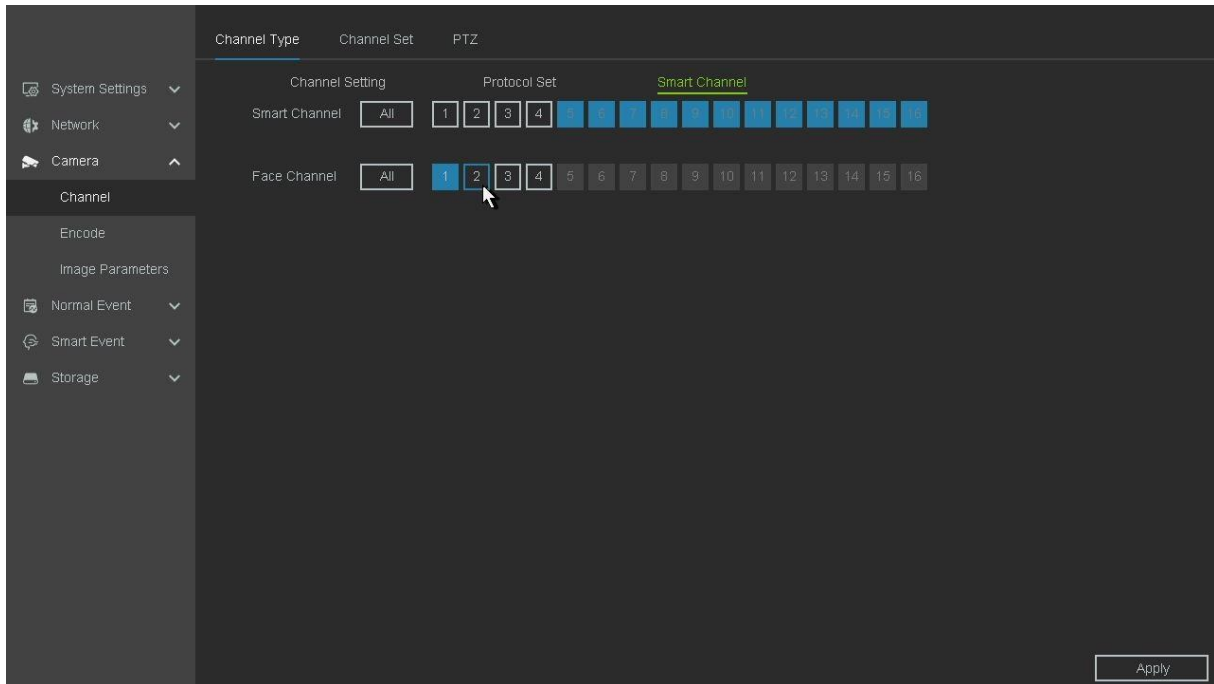 Channel Type Channel Set PTZ
Channel Setting Protocol Set Smart Channel
Smart Channel All 1 2 3 4 5 6 7 8 9 10 11 12 13 14 15 16
Face Channel All 1 2 3 4 5 6 7 8 9 10 11 12 13 14 15 16
System Settings
Network
Camera
Channel
Encode
Image Parameters
Normal Event
Smart Event
Storage
Apply